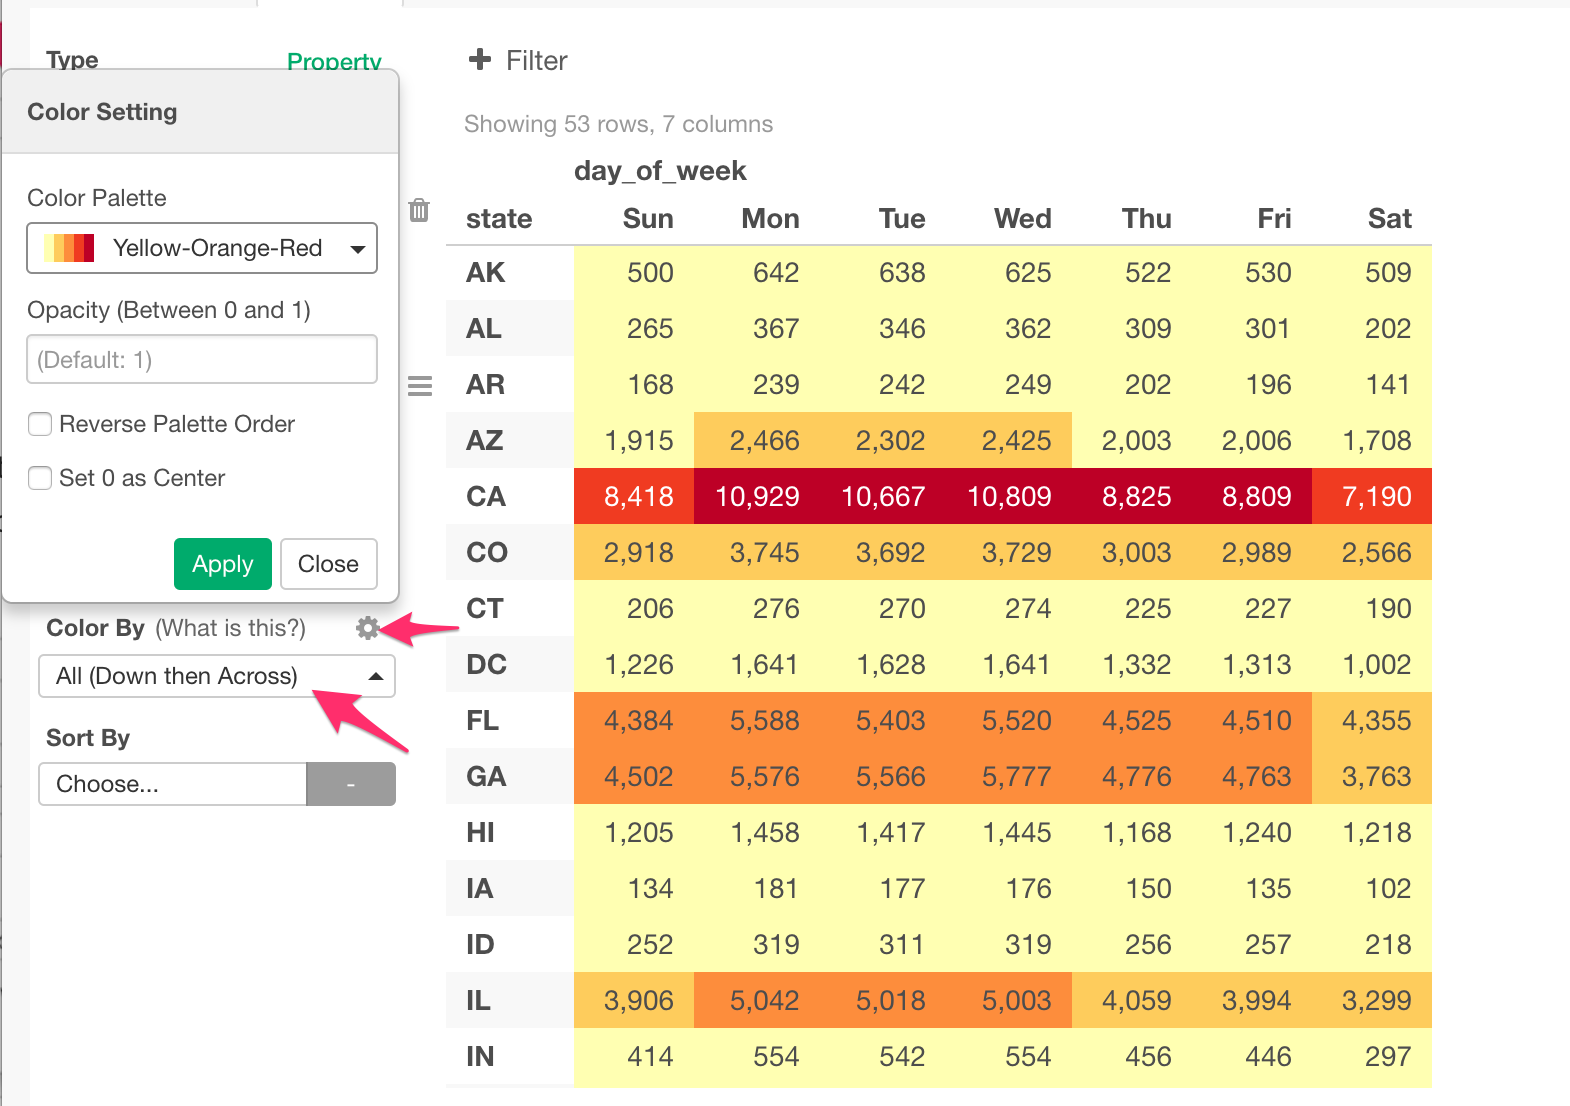 Type Property
Color Setting
Color Palette
Yellow-Orange-Red
Opacity (Between 0 and 1)
(Default: 1)
Reverse Palette Order
Set 0 as Center
Apply Close
Color By (What is this?)
All (Down then Across)
Sort By
Choose... -
Filter
Showing 53 rows, 7 columns
day_of_week
state Sun Mon Tue Wed Thu Fri Sat
AK 500 642 638 625 522 530 509
AL 265 367 346 362 309 301 202
AR 168 239 242 249 202 196 141
AZ 1,915 2,466 2,302 2,425 2,003 2,006 1,708
CA 8,418 10,929 10,667 10,809 8,825 8,809 7,190
CO 2,918 3,745 3,692 3,729 3,003 2,989 2,566
CT 206 276 270 274 225 227 190
DC 1,226 1,641 1,628 1,641 1,332 1,313 1,002
FL 4,384 5,588 5,403 5,520 4,525 4,510 4,355
GA 4,502 5,576 5,566 5,777 4,776 4,763 3,763
HI 1,205 1,458 1,417 1,445 1,168 1,240 1,218
IA 134 181 177 176 150 135 102
ID 252 319 311 319 256 257 218
IL 3,906 5,042 5,018 5,003 4,059 3,994 3,299
IN 414 554 542 554 456 446 297